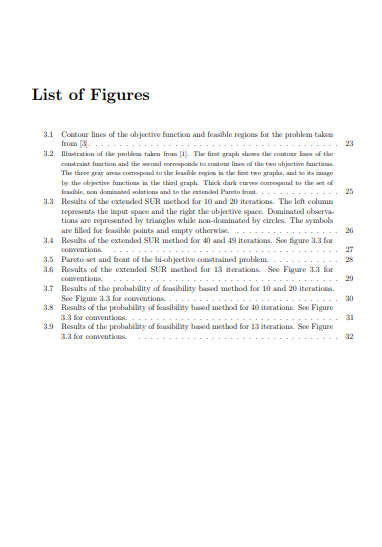 List of Figures
3.1 Contour lines of the objective function and feasible regions for the problem taken
from [3]. . . . . . . . . . . . . . . . . . . . . . . . . . . . . . . . . . . . . . 23
3.2 Illustration of the problem taken from [1]. The first graph shows the contour lines of the
constraint function and the second corresponds to contour lines of the two objective functions.
The three gray areas correspond to the feasible region in the first two graphs, and to its image
by the objective functions in the third graph. Thick dark curves correspond to the set of
feasible, non dominated solutions and to the extended Pareto front. . . . . . . . . . . . . 25
3.3 Results of the extended SUR method for 10 and 20 iterations. The left column
represents the input space and the right the objective space. Dominated observa-
tions are represented by triangles while non-dominated by circles. The symbols
are filled for feasible points and empty otherwise. . . . . . . . . . . . . . . . . 26
3.4 Results of the extended SUR method for 40 and 49 iterations. See figure 3.3 for
conventions. . . . . . . . . . . . . . . . . . . . . . . . . . . . . . . . . . . . 27
3.5 Pareto set and front of the bi-objective constrained problem. . . . . . . . . . . 28
3.6 Results of the extended SUR method for 13 iterations. See Figure 3.3 for
conventions. . . . . . . . . . . . . . . . . . . . . . . . . . . . . . . . . . . . 29
3.7 Results of the probability of feasibility based method for 10 and 20 iterations.
See Figure 3.3 for conventions. . . . . . . . . . . . . . . . . . . . . . . . . . 30
3.8 Results of the probability of feasibility based method for 40 iterations. See Figure
3.3 for conventions. . . . . . . . . . . . . . . . . . . . . . . . . . . . . . . . 31
3.9 Results of the probability of feasibility based method for 13 iterations. See Figure
3.3 for conventions. . . . . . . . . . . . . . . . . . . . . . . . . . . . . . . . 32